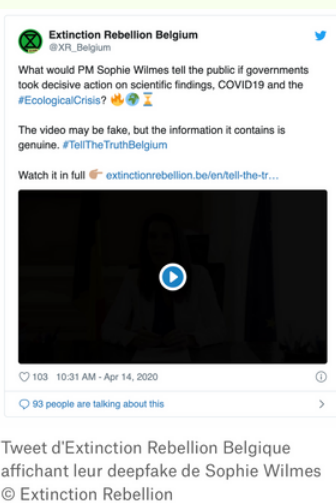 Extinction Rebellion Belgium
@XR_Belgium
What would PM Sophie Wilmes tell the public if governments
took decisive action on scientific findings, COVID19 and the
#EcologicalCrisis? 🔥🌍⏳
The video may be fake, but the information it contains is
genuine. #TellTheTruthBelgium
Watch it in full 👉🏼 extinctionrebellion.be/en/tell-the-tr…
103 10:31 AM - Apr 14, 2020
93 people are talking about this
Tweet d'Extinction Rebellion Belgique
affichant leur deepfake de Sophie Wilmes
© Extinction Rebellion